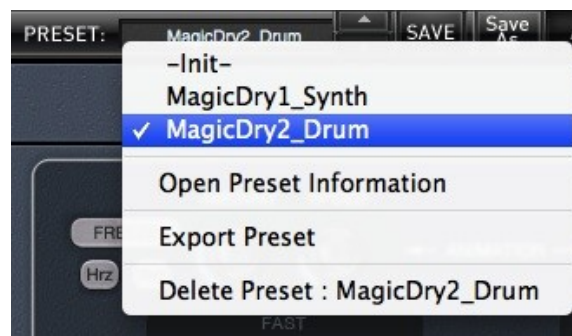 PRESET: MagicDry2_Drum SAVE Save As
-Init-
MagicDry1_Synth
✓ MagicDry2_Drum
Open Preset Information
Export Preset
Hrz
Delete Preset : MagicDry2_Drum
FAST